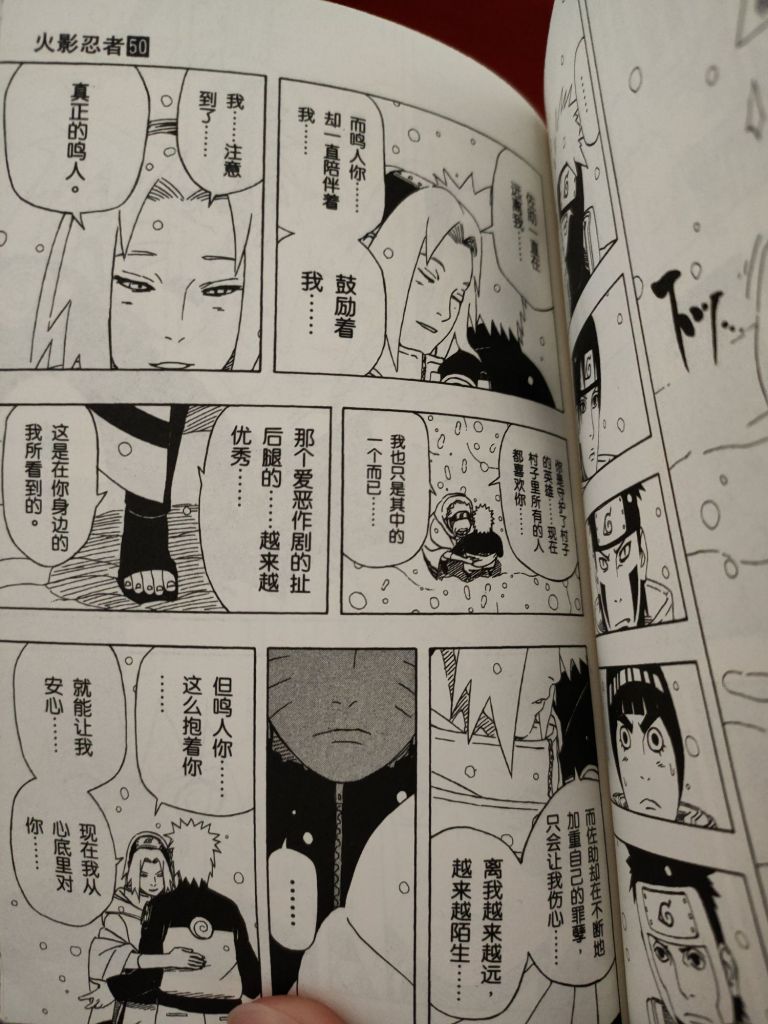 火影忍者50
……
佐助一直在
远离我……
而鸣人你……
却一直陪伴着
我……
鼓励着
我……
我……注意
到了……
真正的鸣人。
你是守护了村子
的英雄……现在
村子里所有的人
都喜欢你……
我也只是其中的
一个而已……
那个爱恶作剧的扯
后腿的……越来越
优秀……
这是在你身边的
我所看到的。
而佐助却在不断地
加重自己的罪孽，
只会让我伤心……
离我越来越远，
越来越陌生……
……
但鸣人你……
这么抱着你
……
就能让我
安心……
现在我从
心底里对
你……